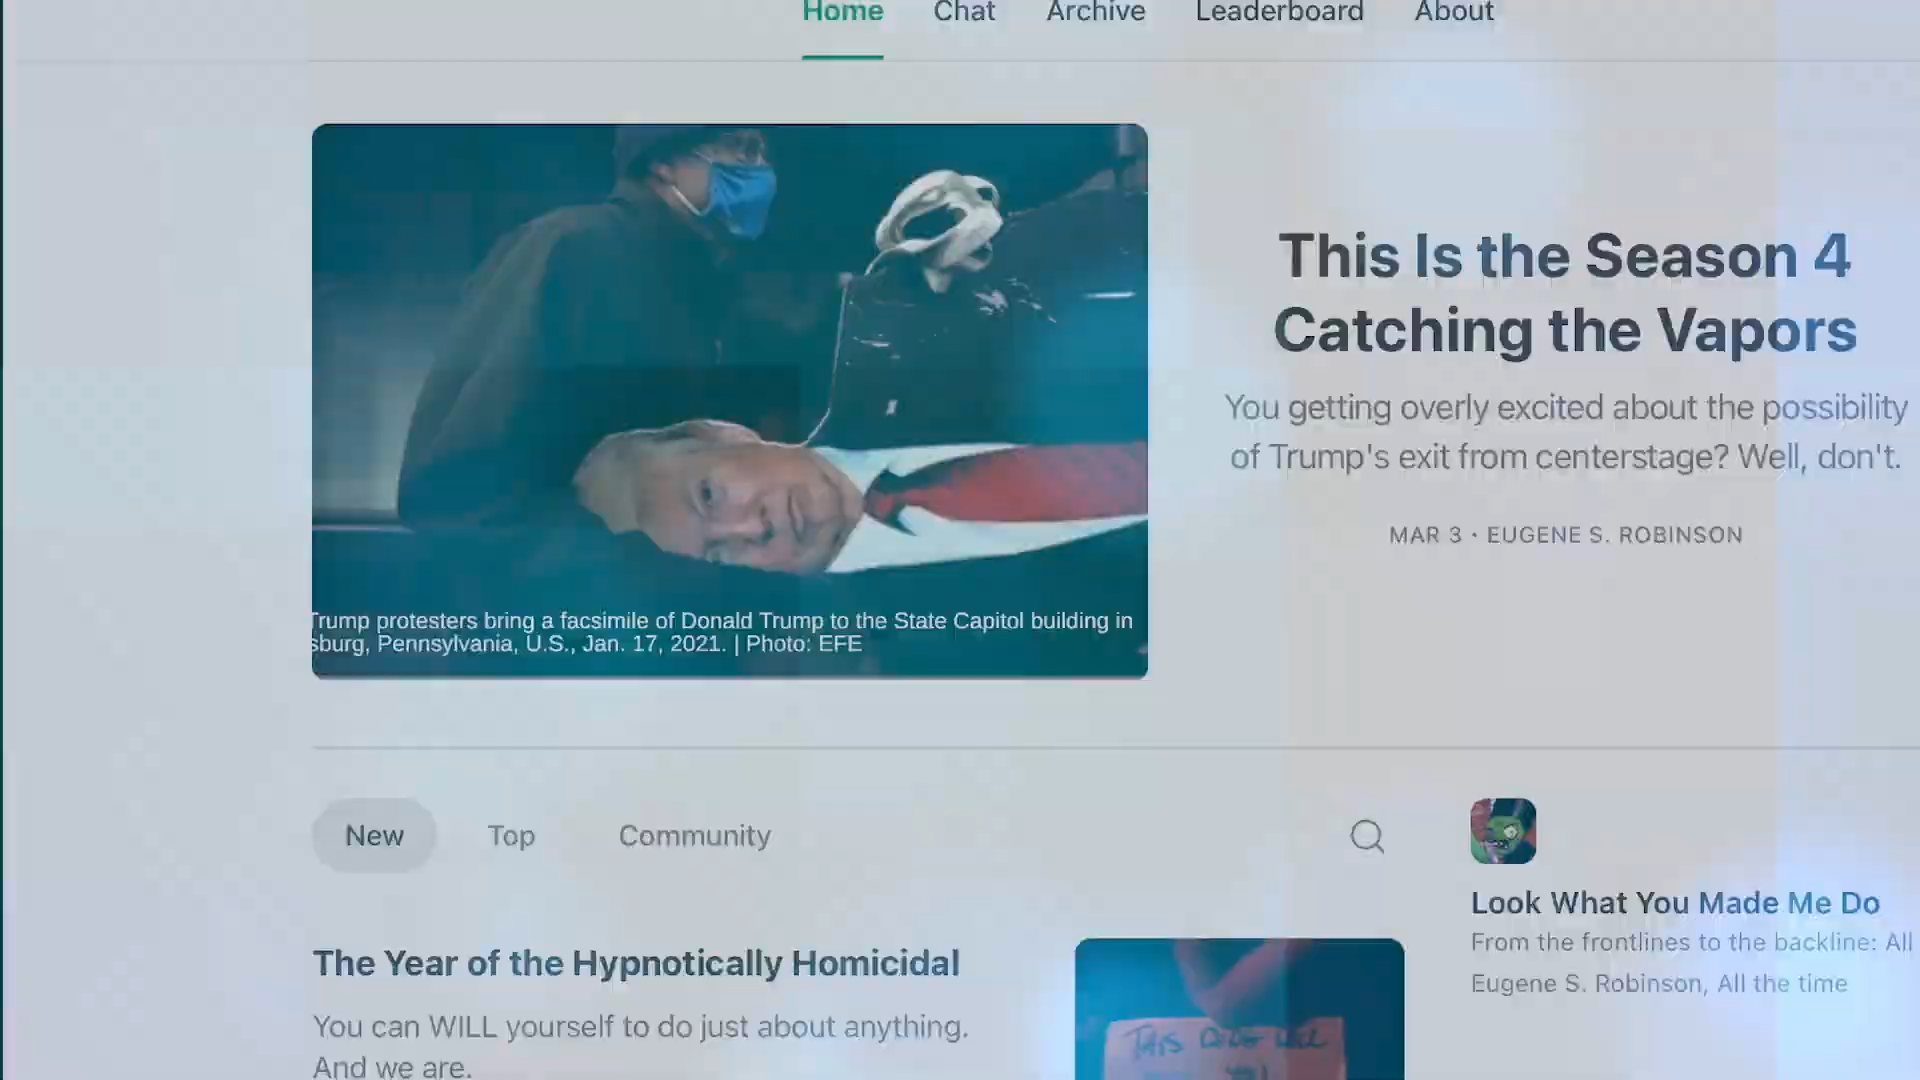 Home Chat Archive Leaderboard About
This Is the Season 4
Catching the Vapors
You getting overly excited about the possibility
of Trump's exit from centerstage? Well, don't.
MAR 3 · EUGENE S. ROBINSON
Trump protesters bring a facsimile of Donald Trump to the State Capitol building in
sburg, Pennsylvania, U.S., Jan. 17, 2021. | Photo: EFE
New Top Community
Look What You Made Me Do
From the frontlines to the backline: All
Eugene S. Robinson, All the time
The Year of the Hypnotically Homicidal
You can WILL yourself to do just about anything.
And we are.
THIS